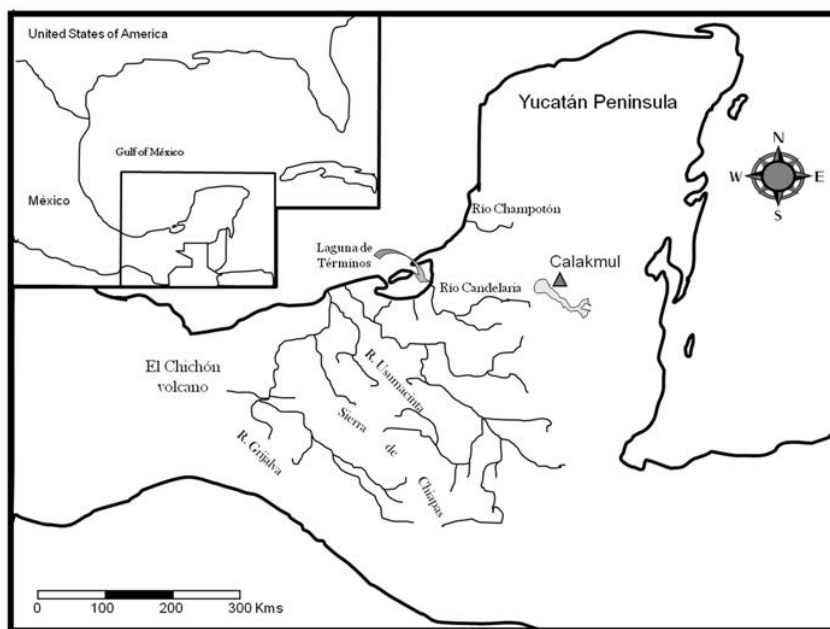 United States of America
Gulf of México
México
Yucatán Peninsula
N
W E
S
Río Champotón
Laguna de
Términos
Calakmul
Río Candelaria
El Chichón
volcano
R. Usumacinta
R. Grijalva
Sierra
de
Chiapas
0 100 200 300 Kms